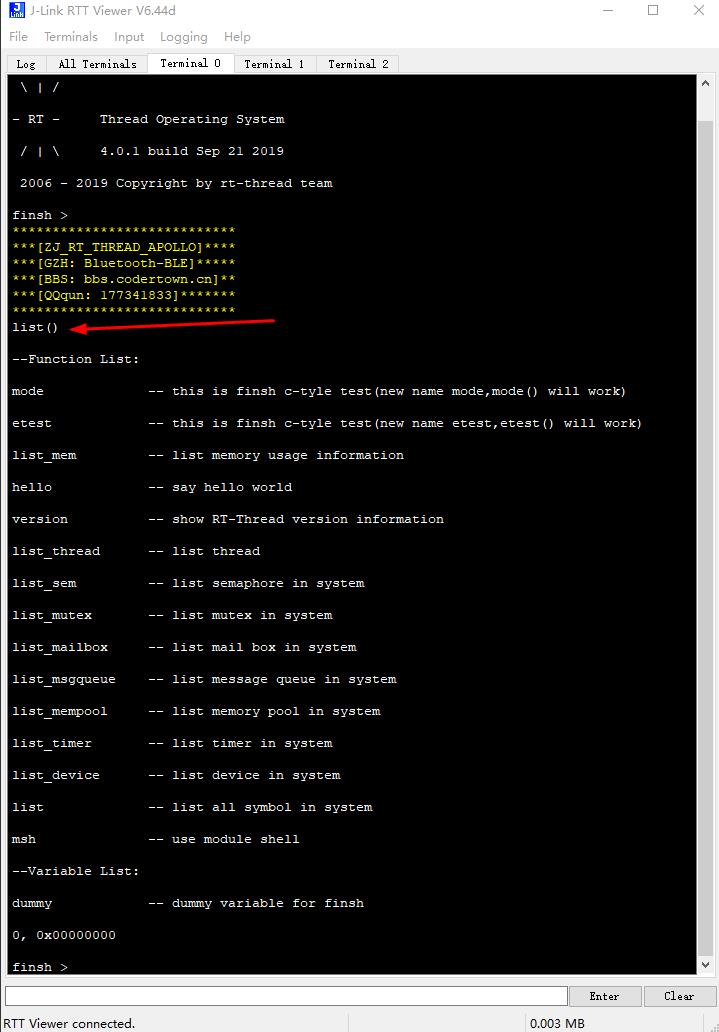 J-Link RTT Viewer V6.44d
File Terminals Input Logging Help
Log All Terminals Terminal 0 Terminal 1 Terminal 2
\ | /
- RT - Thread Operating System
/ | \ 4.0.1 build Sep 21 2019
2006 - 2019 Copyright by rt-thread team
finsh >
****************************
***[ZJ_RT_THREAD_APOLLO]****
***[GZH: Bluetooth-BLE]*****
***[BBS: bbs.codertown.cn]**
***[QQqun: 177341833]*******
****************************
list()
--Function List:
mode -- this is finsh c-tyle test(new name mode,mode() will work)
etest -- this is finsh c-tyle test(new name etest,etest() will work)
list_mem -- list memory usage information
hello -- say hello world
version -- show RT-Thread version information
list_thread -- list thread
list_sem -- list semaphore in system
list_mutex -- list mutex in system
list_mailbox -- list mail box in system
list_msgqueue -- list message queue in system
list_mempool -- list memory pool in system
list_timer -- list timer in system
list_device -- list device in system
list -- list all symbol in system
msh -- use module shell
--Variable List:
dummy -- dummy variable for finsh
0, 0x00000000
finsh >
Enter Clear
RTT Viewer connected. 0.003 MB